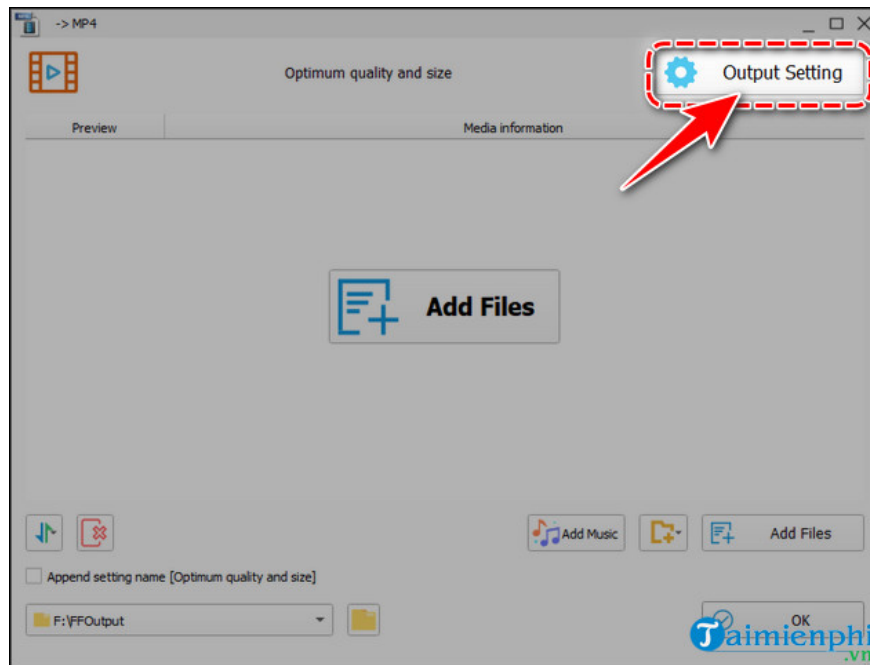 -> MP4
Optimum quality and size
Output Setting
Preview
Media information
Add Files
Add Music
Add Files
Append setting name [Optimum quality and size]
F:\FFOutput
OK
Taimienphi
.vn